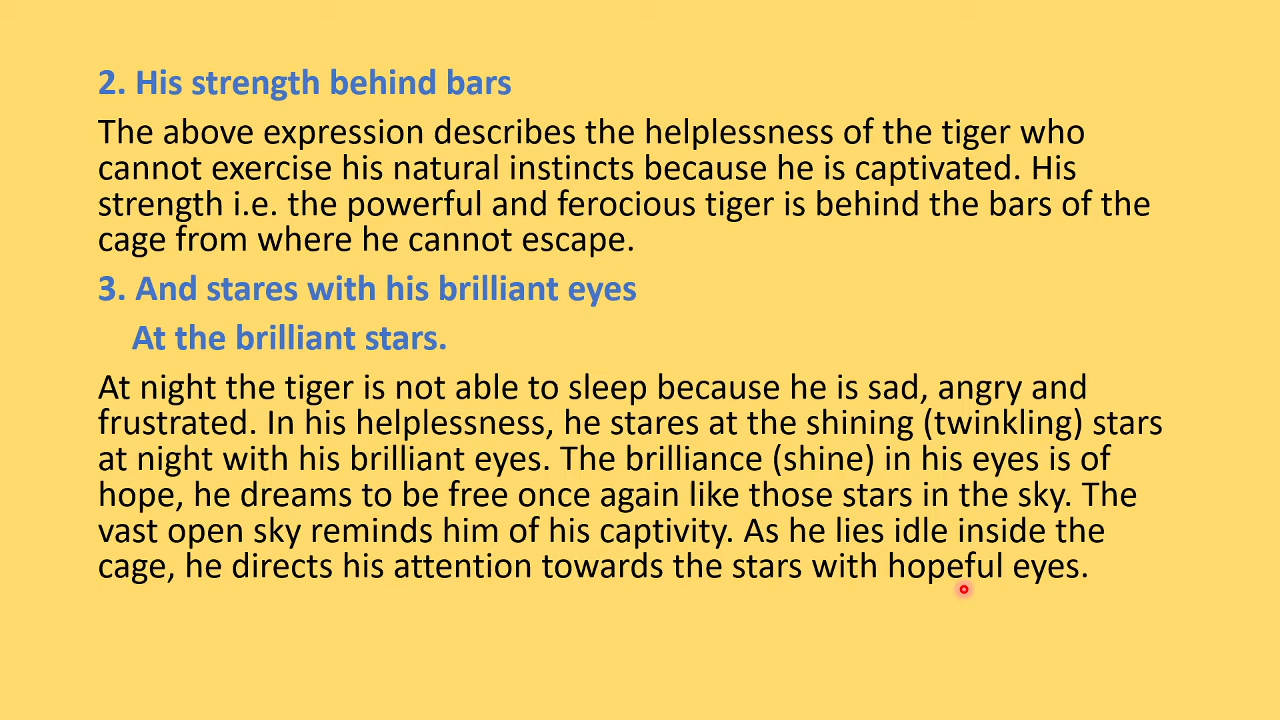 2. His strength behind bars
The above expression describes the helplessness of the tiger who
cannot exercise his natural instincts because he is captivated. His
strength i.e. the powerful and ferocious tiger is behind the bars of the
cage from where he cannot escape.
3. And stares with his brilliant eyes
At the brilliant stars.
At night the tiger is not able to sleep because he is sad, angry and
frustrated. In his helplessness, he stares at the shining (twinkling) stars
at night with his brilliant eyes. The brilliance (shine) in his eyes is of
hope, he dreams to be free once again like those stars in the sky. The
vast open sky reminds him of his captivity. As he lies idle inside the
cage, he directs his attention towards the stars with hopeful eyes.